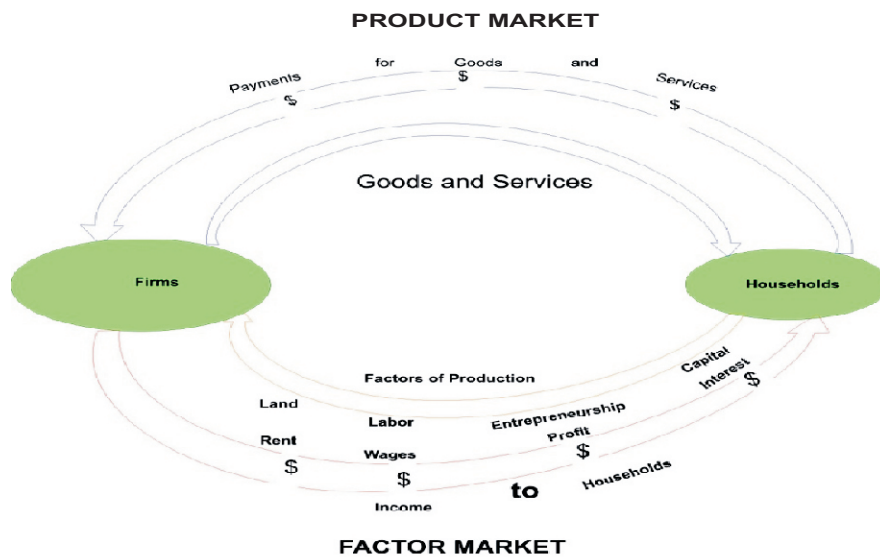 PRODUCT MARKET
Payments for Goods and Services
$ $ $
Goods and Services
Firms
Households
Factors of Production
Land Labor Entrepreneurship Capital
Rent Wages Profit Interest
$ $ $ $
Income to Households
FACTOR MARKET